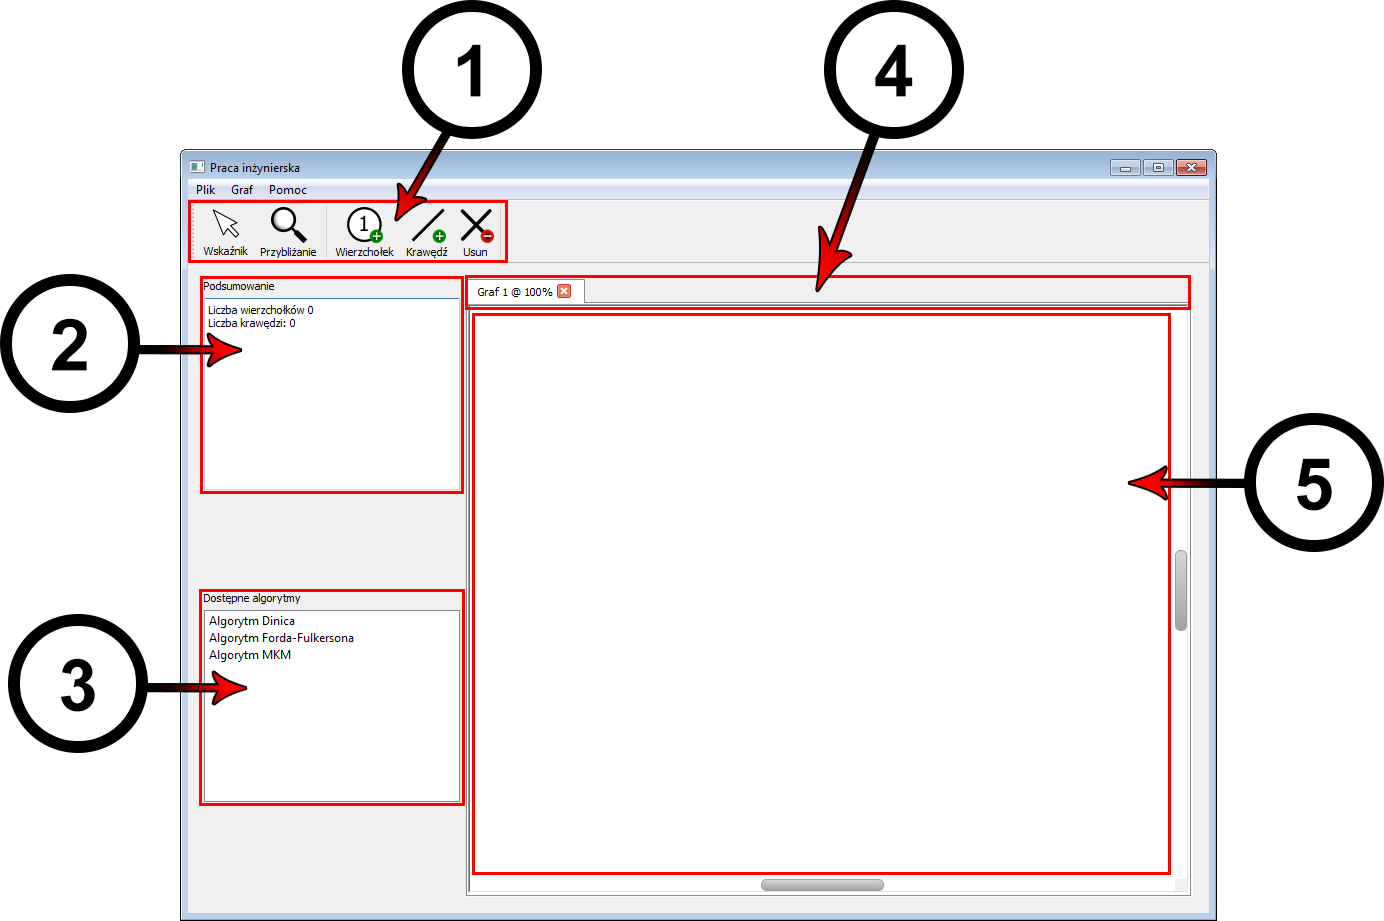 1
4
Praca inżynierska
Plik Graf Pomoc
1
Wskaźnik Przybliżanie Wierzchołek Krawędź Usun
Podsumowanie
Liczba wierzchołków 0
Liczba krawędzi: 0
Graf 1 @ 100%
2
5
Dostępne algorytmy
Algorytm Dinica
Algorytm Forda-Fulkersona
Algorytm MKM
3